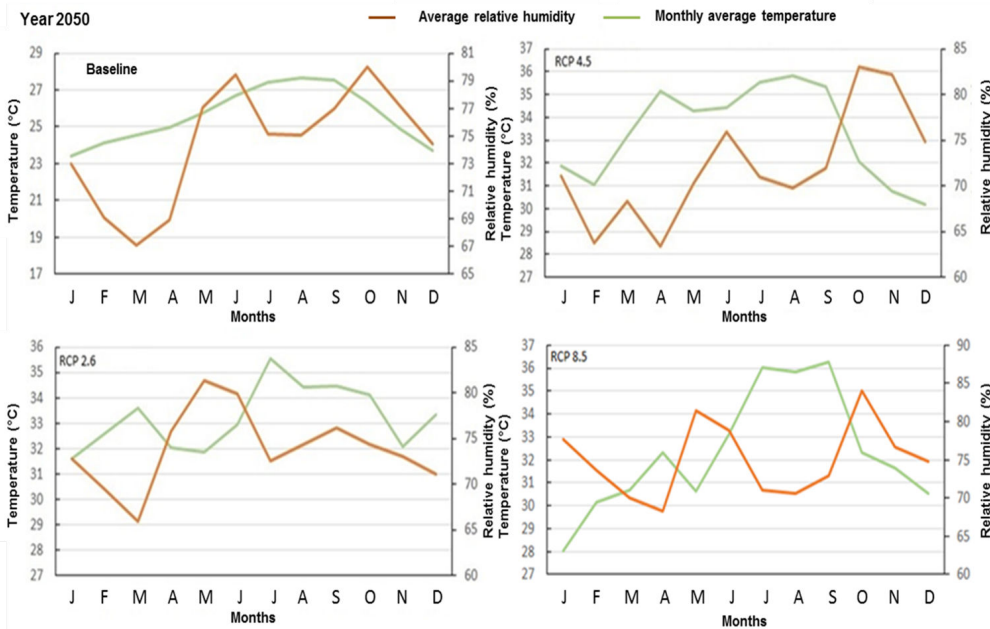 Year 2050
Average relative humidity
Monthly average temperature
Baseline
Temperature (°C)
29
27
25
23
21
19
17
81
79
77
75
73
71
69
67
65
Relative humidity (%)
J F M A M J J A S O N D
Months
RCP 4.5
Temperature (°C)
37
36
35
34
33
32
31
30
29
28
27
85
80
75
70
65
60
Relative humidity (%)
J F M A M J J A S O N D
Months
RCP 2.6
Temperature (°C)
36
35
34
33
32
31
30
29
28
27
85
80
75
70
65
60
Relative humidity (%)
J F M A M J J A S O N D
Months
RCP 8.5
Temperature (°C)
37
36
35
34
33
32
31
30
29
28
27
90
85
80
75
70
65
60
Relative humidity (%)
J F M A M J J A S O N D
Months